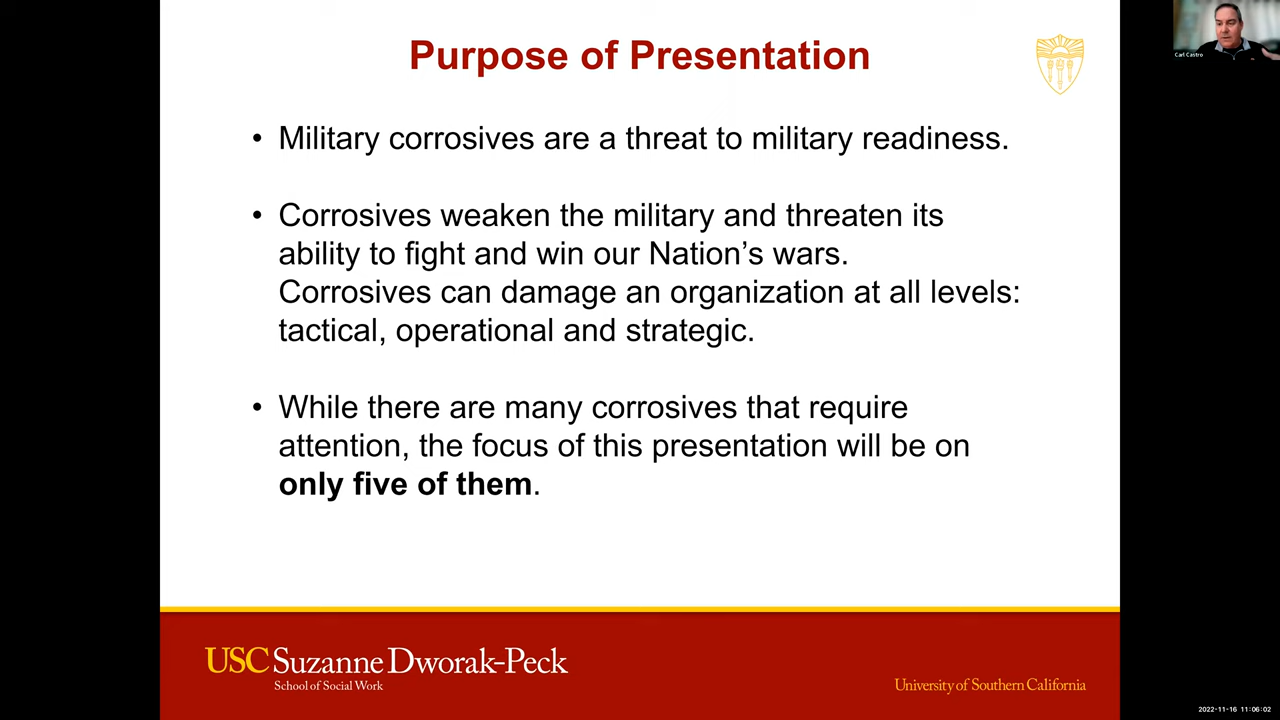 Purpose of Presentation
Carl Castro
• Military corrosives are a threat to military readiness.
• Corrosives weaken the military and threaten its
ability to fight and win our Nation’s wars.
Corrosives can damage an organization at all levels:
tactical, operational and strategic.
• While there are many corrosives that require
attention, the focus of this presentation will be on
only five of them.
USC Suzanne Dworak-Peck
School of Social Work
University of Southern California
2022-11-16 11:06:02